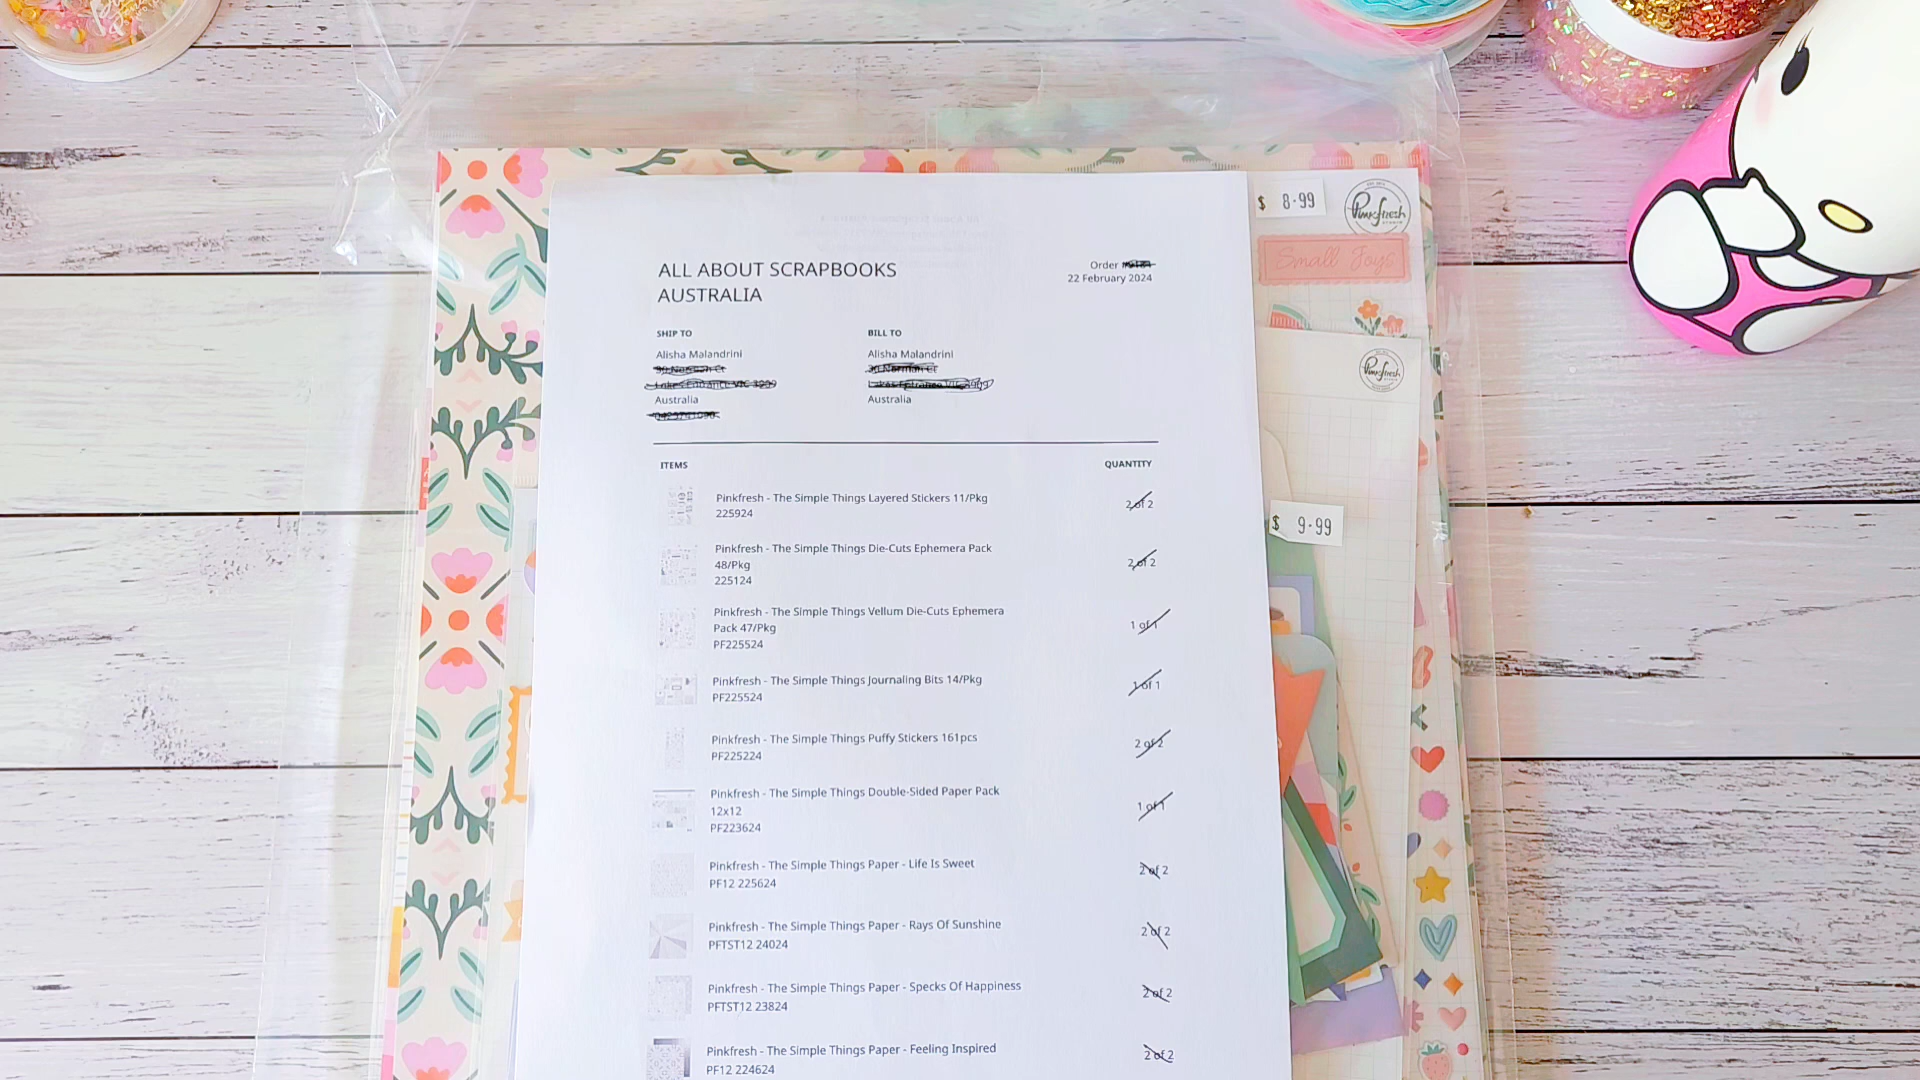 $ 8.99
Pinkfresh
STUDIO
Small Joys
ALL ABOUT SCRAPBOOKS
AUSTRALIA
Order
22 February 2024
SHIP TO
BILL TO
Alisha Malandrini
Alisha Malandrini
Australia
Australia
Pinkfresh
ITEMS
QUANTITY
Pinkfresh - The Simple Things Layered Stickers 11/Pkg
225924
2 of 2
$ 9.99
Pinkfresh - The Simple Things Die-Cuts Ephemera Pack
48/Pkg
225124
2 of 2
Pinkfresh - The Simple Things Vellum Die-Cuts Ephemera
Pack 47/Pkg
PF225524
1 of 1
Pinkfresh - The Simple Things Journaling Bits 14/Pkg
PF225524
1 of 1
Pinkfresh - The Simple Things Puffy Stickers 161pcs
PF225224
2 of 2
Pinkfresh - The Simple Things Double-Sided Paper Pack
12x12
PF223624
1 of 1
Pinkfresh - The Simple Things Paper - Life Is Sweet
PF12 225624
2 of 2
Pinkfresh - The Simple Things Paper - Rays Of Sunshine
PFTST12 24024
2 of 2
Pinkfresh - The Simple Things Paper - Specks Of Happiness
PFTST12 23824
2 of 2
Pinkfresh - The Simple Things Paper - Feeling Inspired
PF12 224624
2 of 2